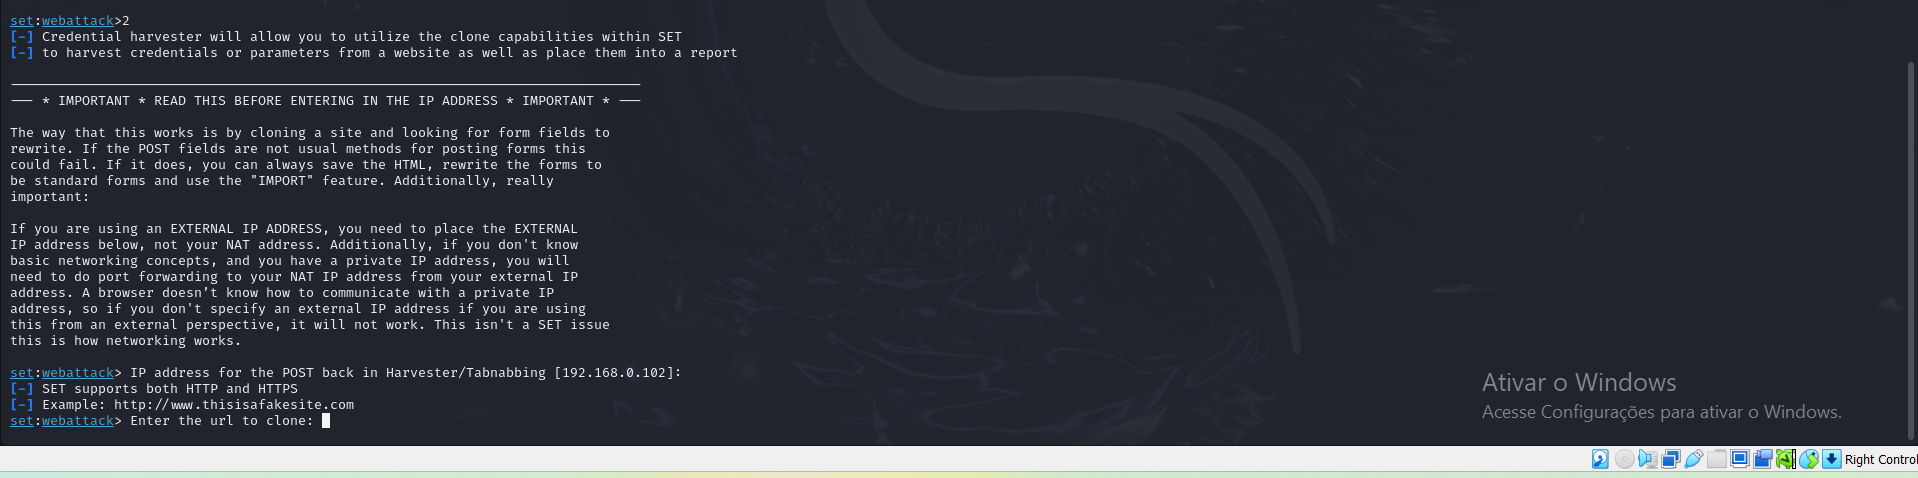 set:webattack>2
[-] Credential harvester will allow you to utilize the clone capabilities within SET
[-] to harvest credentials or parameters from a website as well as place them into a report
--- * IMPORTANT * READ THIS BEFORE ENTERING IN THE IP ADDRESS * IMPORTANT * ---
The way that this works is by cloning a site and looking for form fields to
rewrite. If the POST fields are not usual methods for posting forms this
could fail. If it does, you can always save the HTML, rewrite the forms to
be standard forms and use the "IMPORT" feature. Additionally, really
important:
If you are using an EXTERNAL IP ADDRESS, you need to place the EXTERNAL
IP address below, not your NAT address. Additionally, if you don't know
basic networking concepts, and you have a private IP address, you will
need to do port forwarding to your NAT IP address from your external IP
address. A browser doesn’t know how to communicate with a private IP
address, so if you don't specify an external IP address if you are using
this from an external perspective, it will not work. This isn't a SET issue
this is how networking works.
set:webattack> IP address for the POST back in Harvester/Tabnabbing [192.168.0.102]:
[-] SET supports both HTTP and HTTPS
[-] Example: http://www.thisisafakesite.com
set:webattack> Enter the url to clone:
Ativar o Windows
Acesse Configurações para ativar o Windows.
Right Control